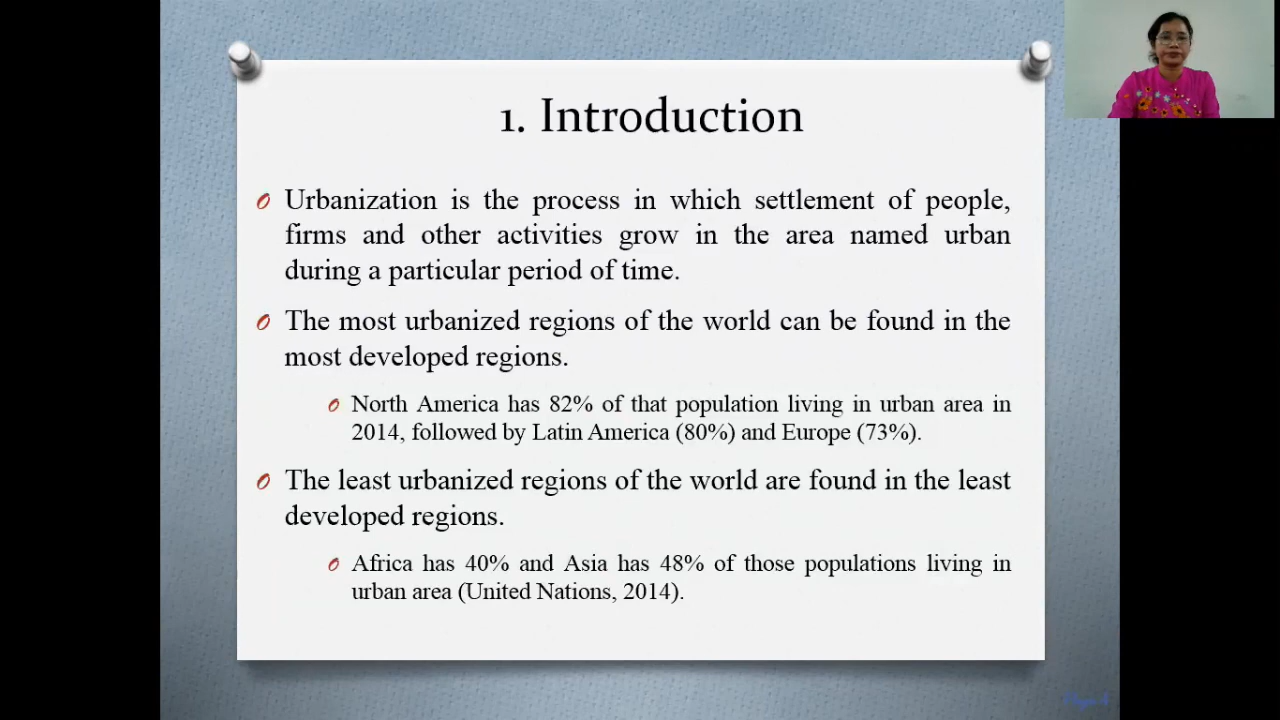 1. Introduction
Urbanization is the process in which settlement of people,
firms and other activities grow in the area named urban
during a particular period of time.
The most urbanized regions of the world can be found in the
most developed regions.
North America has 82% of that population living in urban area in
2014, followed by Latin America (80%) and Europe (73%).
The least urbanized regions of the world are found in the least
developed regions.
Africa has 40% and Asia has 48% of those populations living in
urban area (United Nations, 2014).